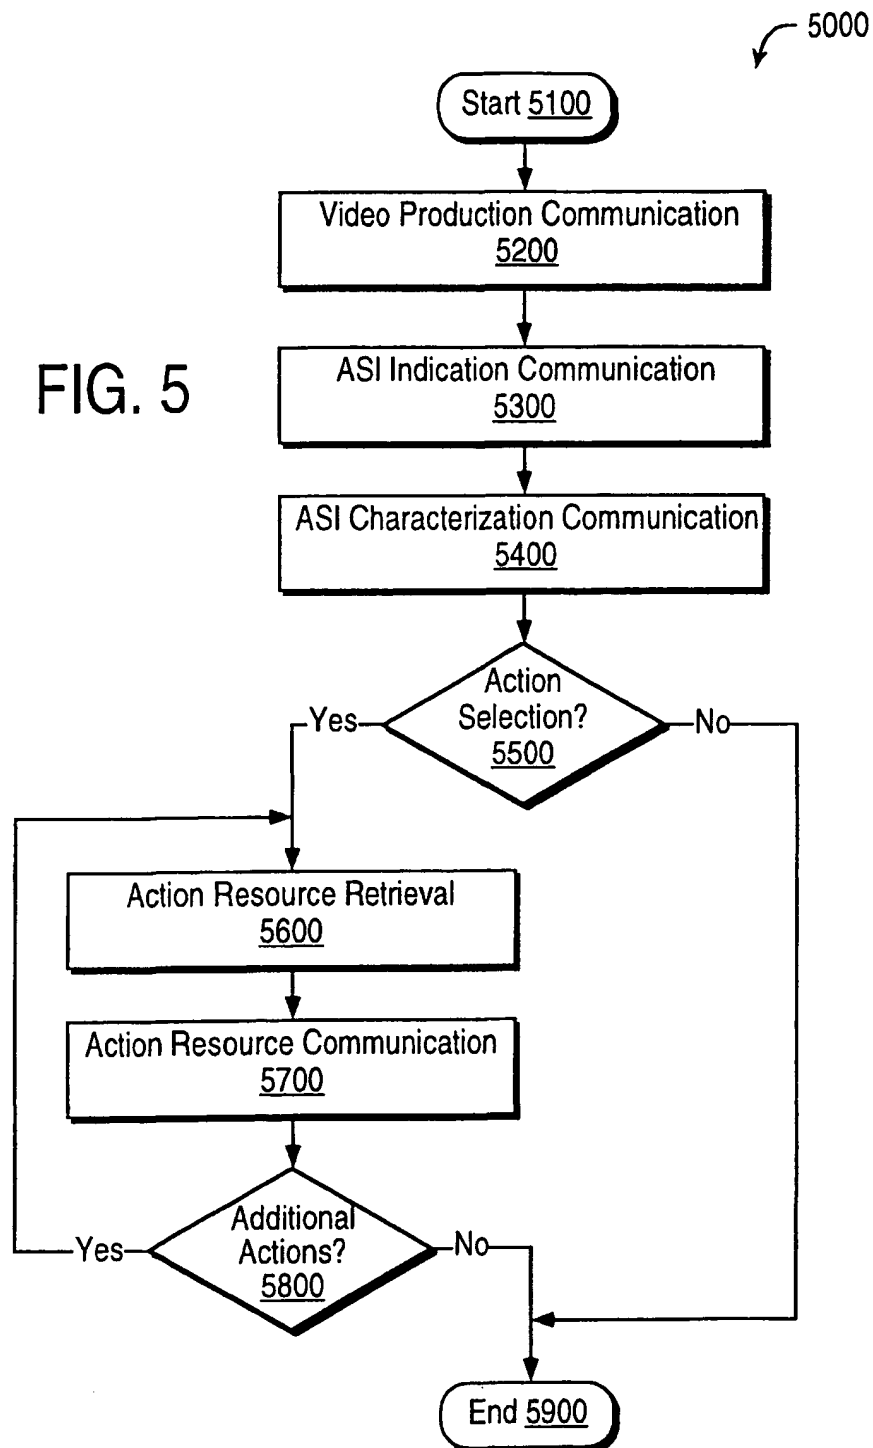 5000
Start 5100
Video Production Communication
5200
FIG. 5
ASI Indication Communication
5300
ASI Characterization Communication
5400
Action
Selection?
5500
Yes
No
Action Resource Retrieval
5600
Action Resource Communication
5700
Additional
Actions?
5800
Yes
No
End 5900